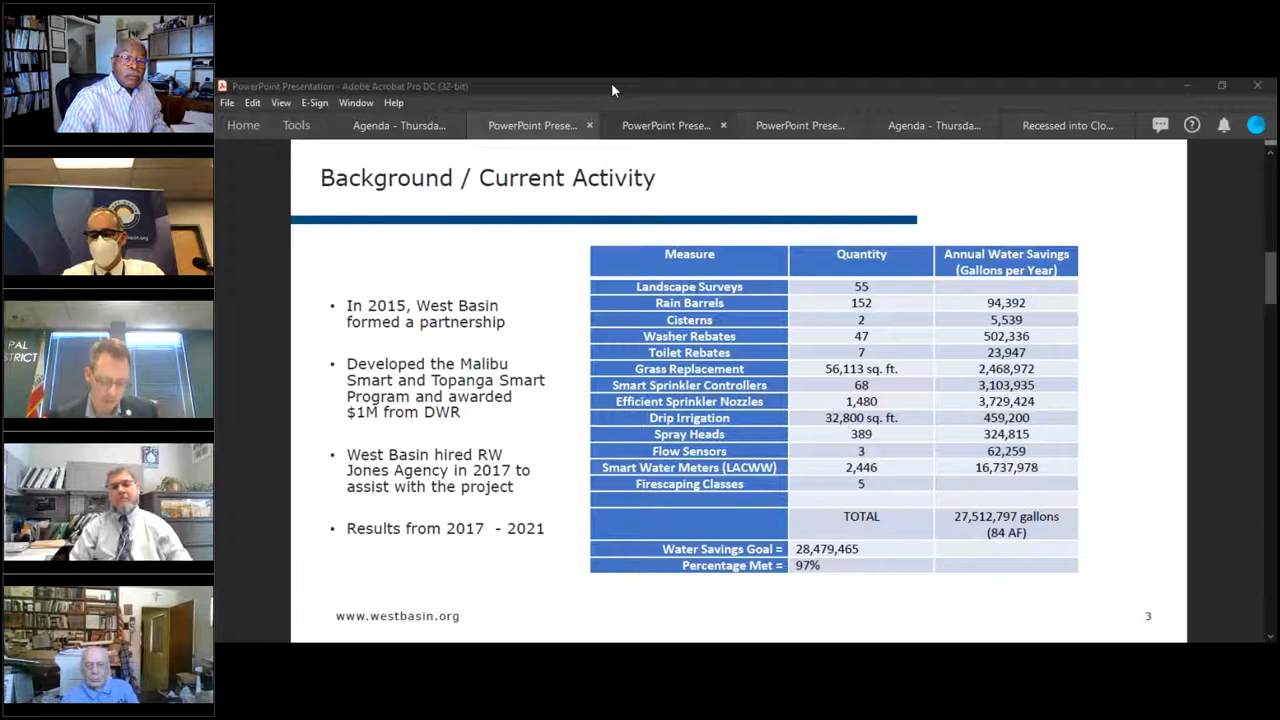 PowerPoint Presentation - Adobe Acrobat Pro DC (32-bit)
File Edit View E-Sign Window Help
Home Tools Agenda - Thursda... PowerPoint Prese... × PowerPoint Prese... × PowerPoint Prese... Agenda - Thursda... Recessed into Clo...
Background / Current Activity
• In 2015, West Basin
formed a partnership
• Developed the Malibu
Smart and Topanga Smart
Program and awarded
$1M from DWR
• West Basin hired RW
Jones Agency in 2017 to
assist with the project
• Results from 2017 - 2021
Measure Quantity Annual Water Savings
(Gallons per Year)
Landscape Surveys 55
Rain Barrels 152 94,392
Cisterns 2 5,539
Washer Rebates 47 502,336
Toilet Rebates 7 23,947
Grass Replacement 56,113 sq. ft. 2,468,972
Smart Sprinkler Controllers 68 3,103,935
Efficient Sprinkler Nozzles 1,480 3,729,424
Drip Irrigation 32,800 sq. ft. 459,200
Spray Heads 389 324,815
Flow Sensors 3 62,259
Smart Water Meters (LACWW) 2,446 16,737,978
Firescaping Classes 5
TOTAL 27,512,797 gallons
(84 AF)
Water Savings Goal = 28,479,465
Percentage Met = 97%
www.westbasin.org 3
PAL
DISTRICT